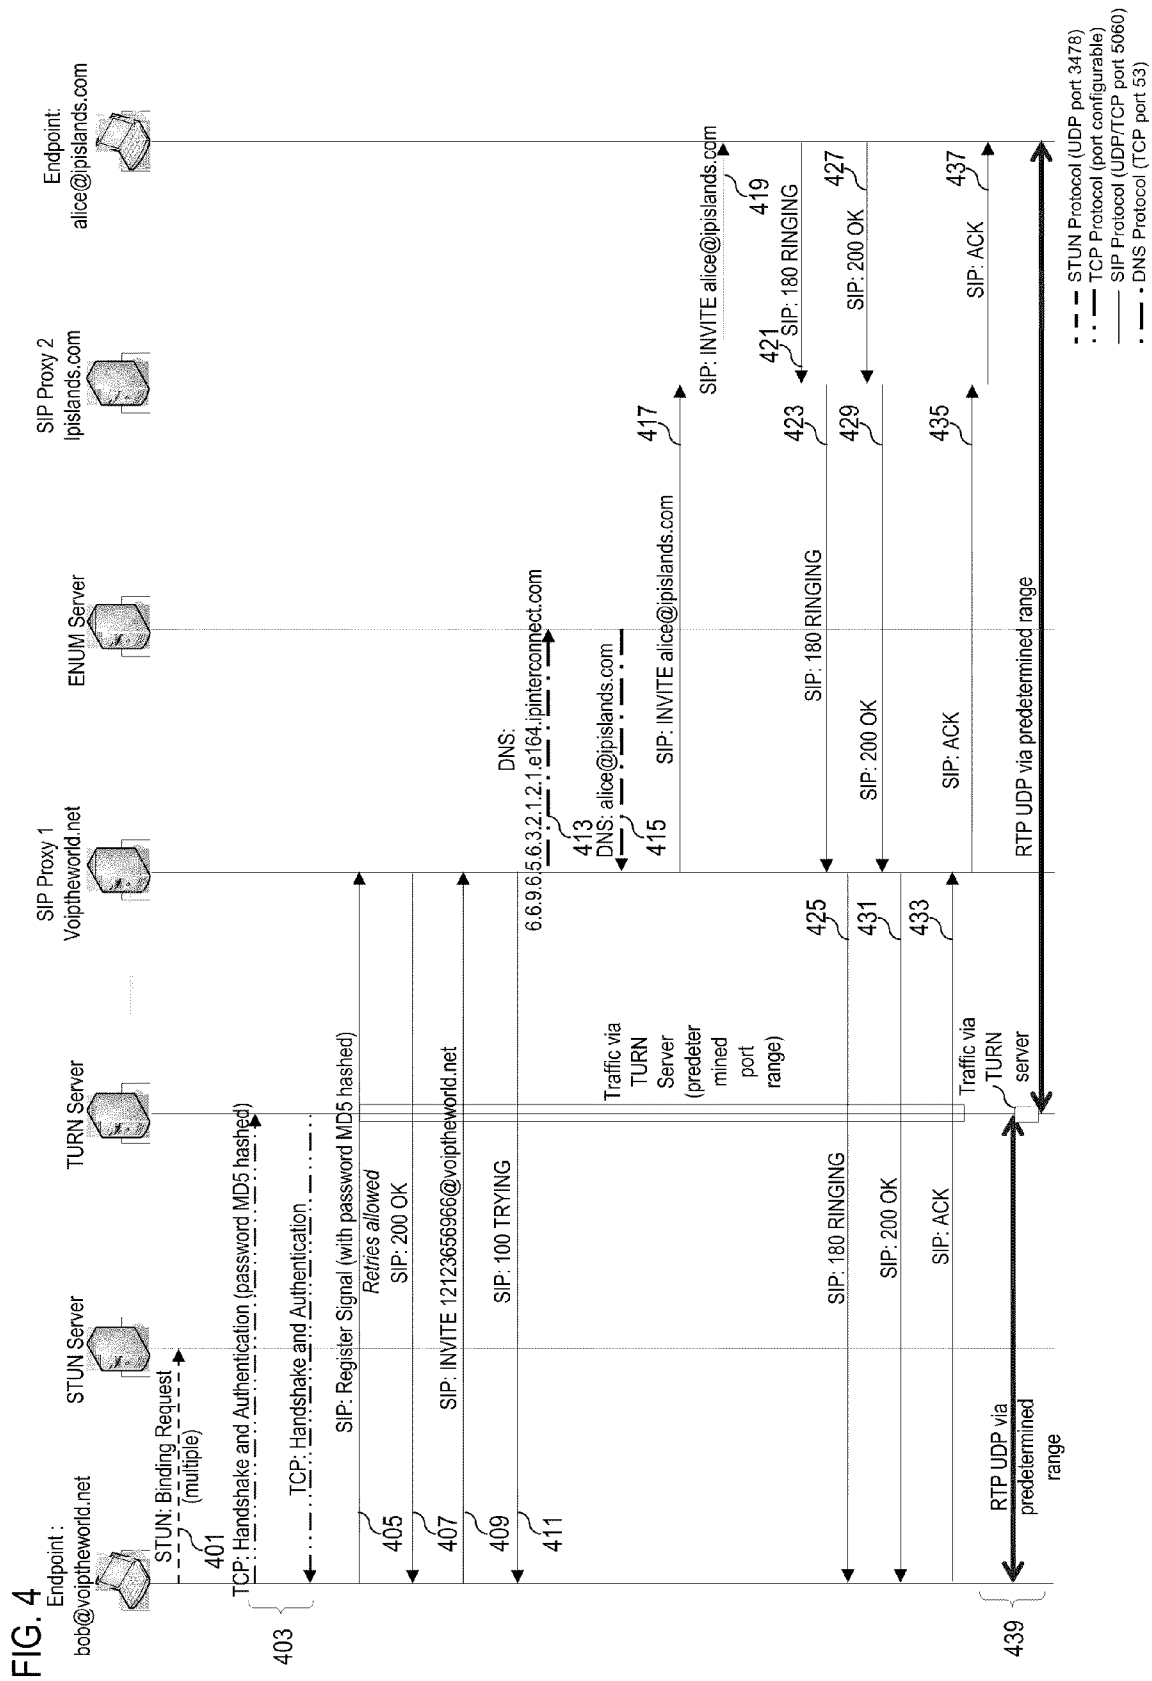 FIG. 4
Endpoint :
bob@voiptheworld.net
STUN Server
TURN Server
SIP Proxy 1
Voiptheworld.net
ENUM Server
SIP Proxy 2
Ipislands.com
Endpoint:
alice@ipislands.com
STUN: Binding Request
(multiple)
401
TCP: Handshake and Authentication (password MD5 hashed)
TCP: Handshake and Authentication
403
SIP: Register Signal (with password MD5 hashed)
Retries allowed
405
SIP: 200 OK
407
SIP: INVITE 12123656966@voiptheworld.net
409
SIP: 100 TRYING
411
DNS:
6.6.9.6.5.6.3.2.1.2.1.e164.ipinterconnect.com
413
DNS: alice@ipislands.com
415
SIP: INVITE alice@ipislands.com
417
SIP: INVITE alice@ipislands.com
419
Traffic via
TURN
Server
(predeter
mined
port
range)
SIP: 180 RINGING
421
SIP: 180 RINGING
423
SIP: 180 RINGING
425
SIP: 200 OK
427
SIP: 200 OK
429
SIP: 200 OK
431
SIP: ACK
433
SIP: ACK
435
SIP: ACK
437
Traffic via
TURN
server
RTP UDP via
predetermined
range
RTP UDP via predetermined range
439
STUN Protocol (UDP port 3478)
TCP Protocol (port configurable)
SIP Protocol (UDP/TCP port 5060)
DNS Protocol (TCP port 53)